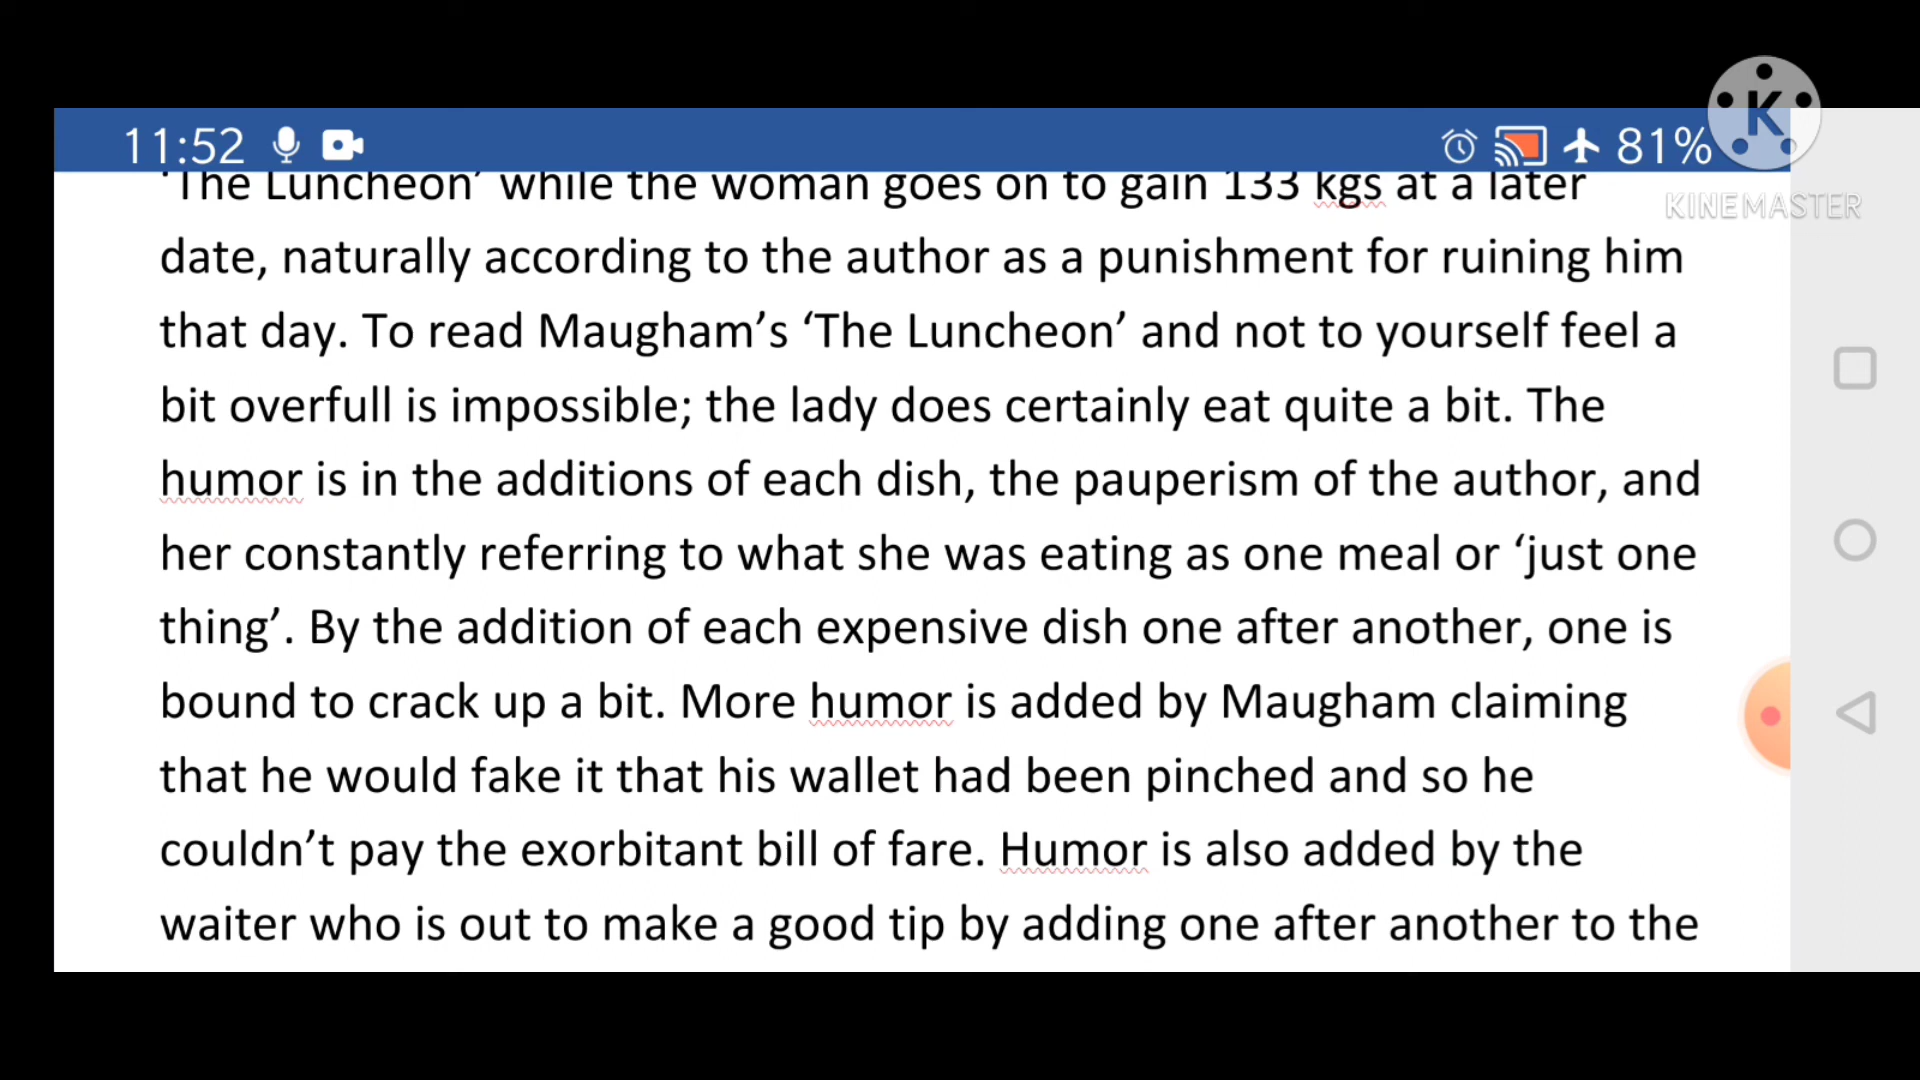 11:52
81%
K
KINEMASTER
‘The Luncheon’ while the woman goes on to gain 133 kgs at a later
date, naturally according to the author as a punishment for ruining him
that day. To read Maugham’s ‘The Luncheon’ and not to yourself feel a
bit overfull is impossible; the lady does certainly eat quite a bit. The
humor is in the additions of each dish, the pauperism of the author, and
her constantly referring to what she was eating as one meal or ‘just one
thing’. By the addition of each expensive dish one after another, one is
bound to crack up a bit. More humor is added by Maugham claiming
that he would fake it that his wallet had been pinched and so he
couldn’t pay the exorbitant bill of fare. Humor is also added by the
waiter who is out to make a good tip by adding one after another to the